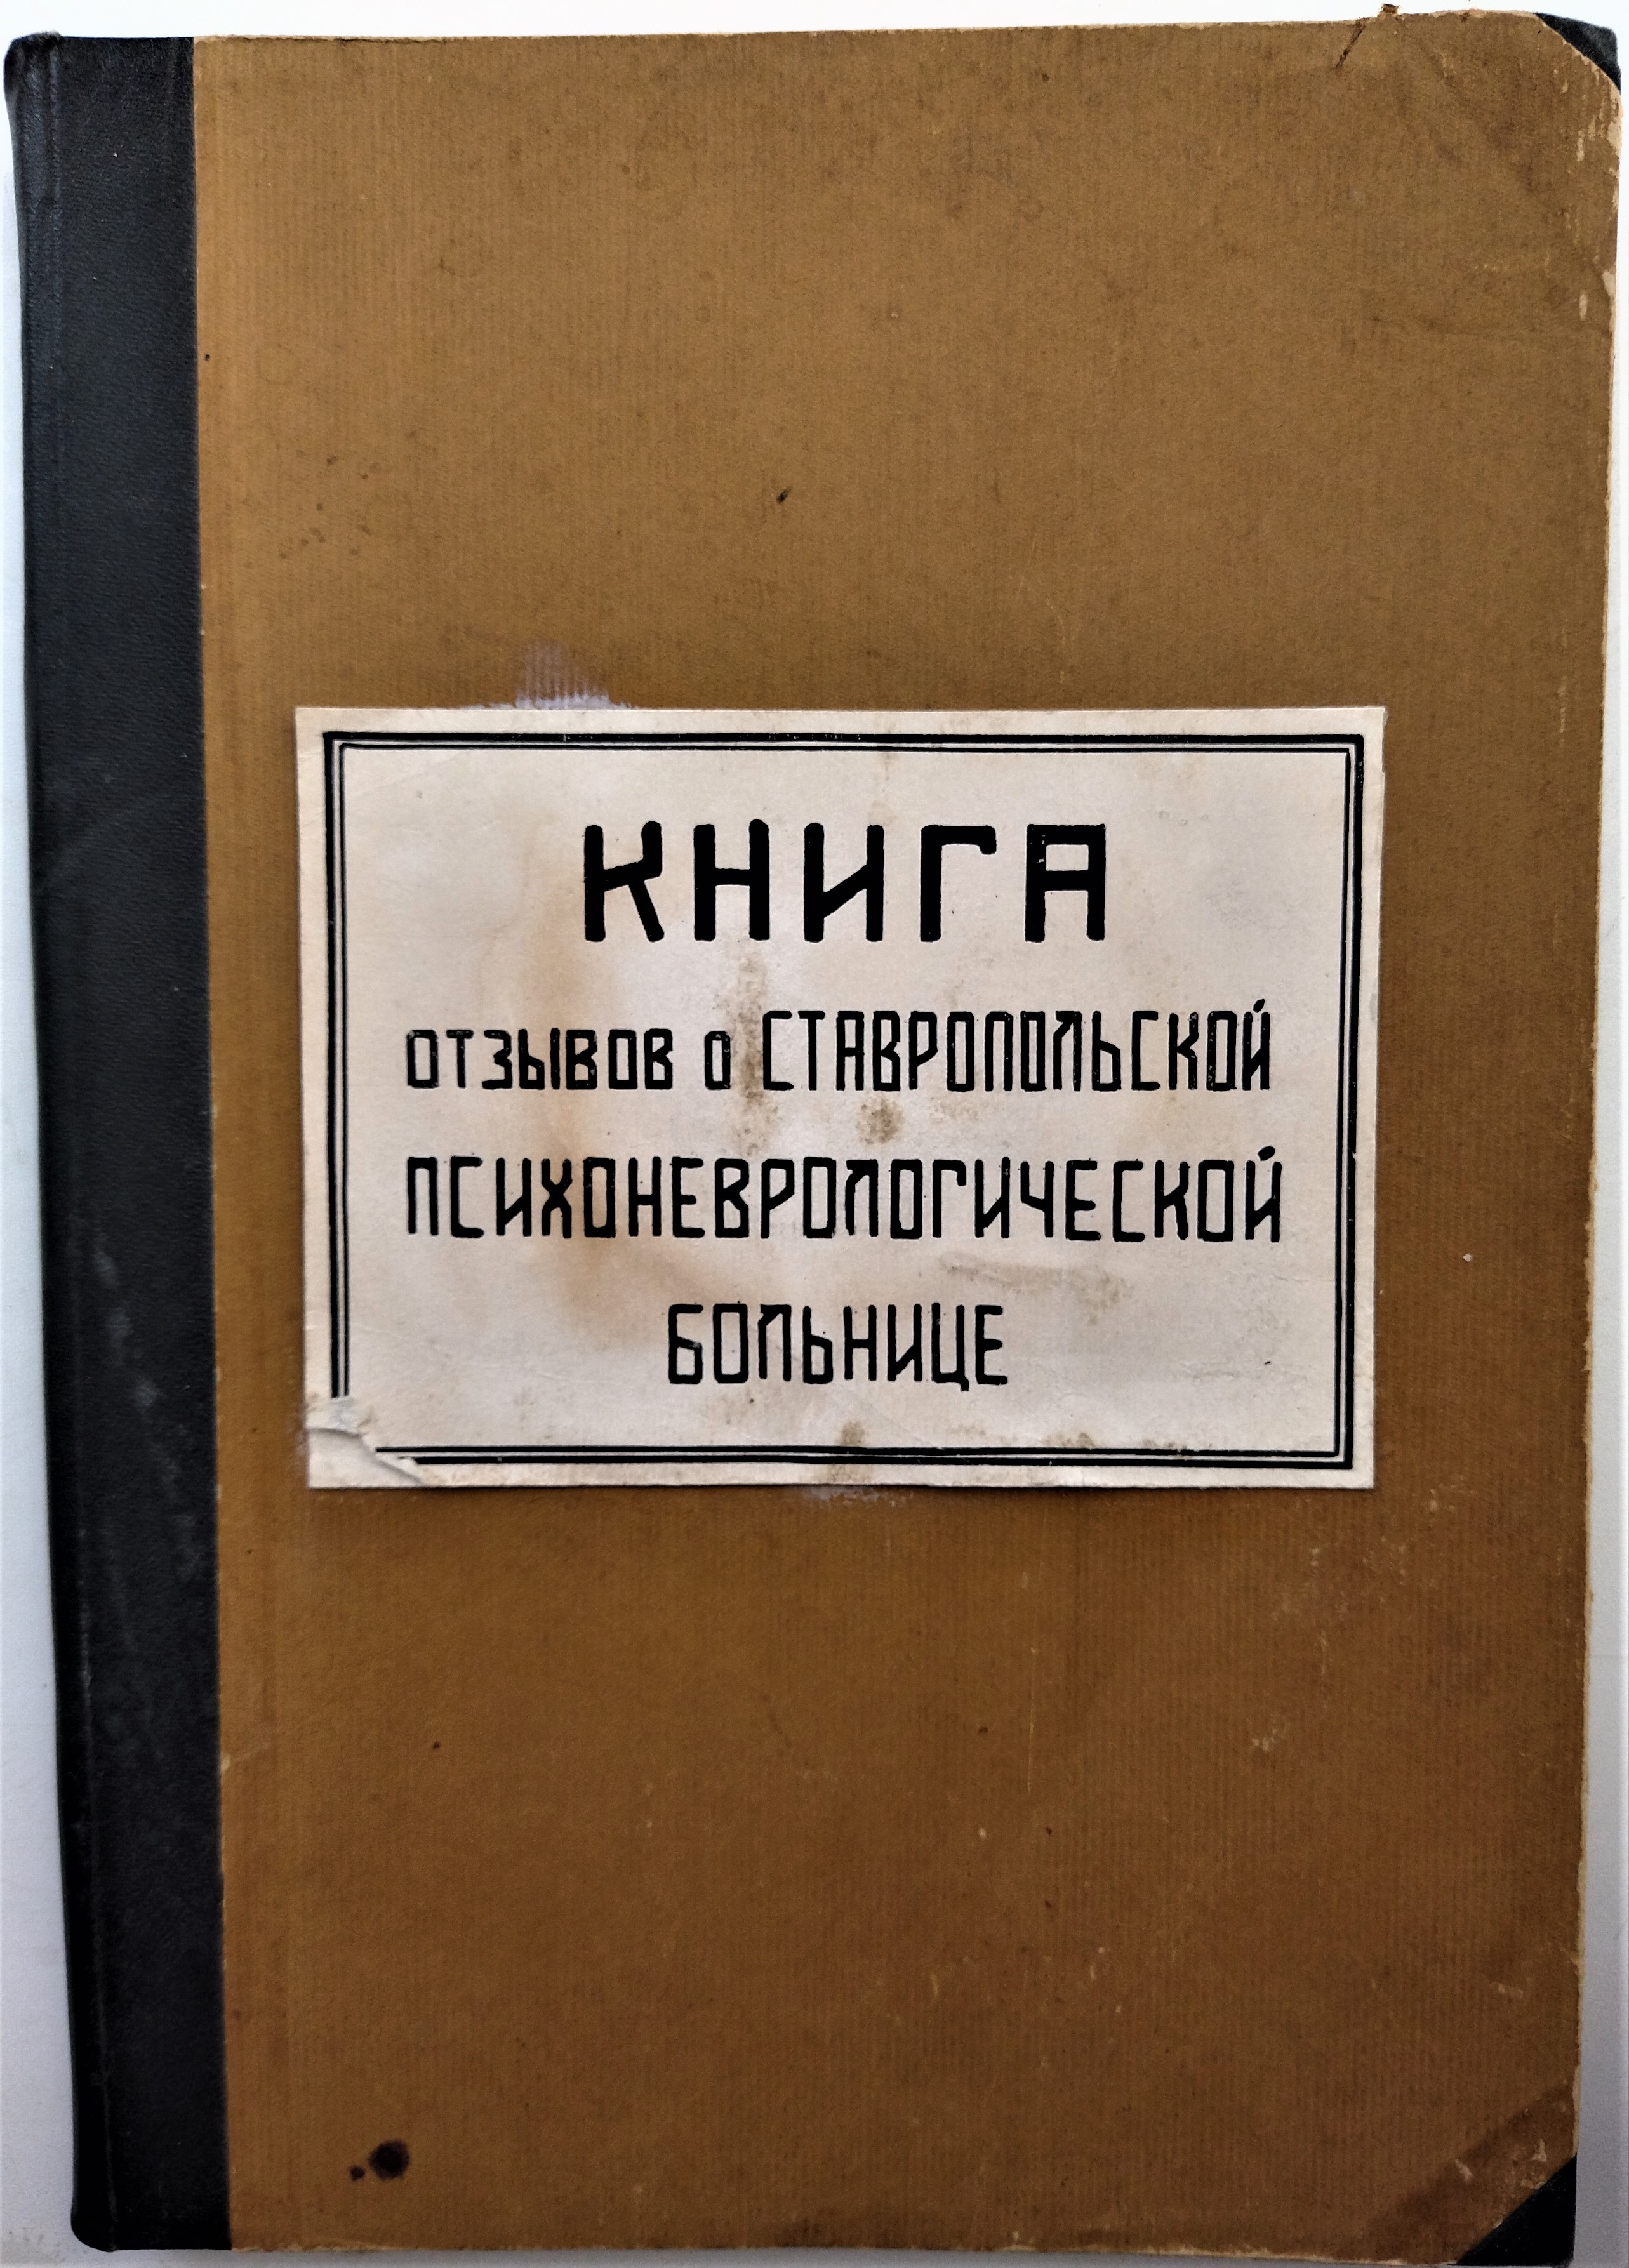 КНИГА
ОТЗЫВОВ О СТАВРОПОЛЬСКОЙ
ПСИХОНЕВРОЛОГИЧЕСКОЙ
БОЛЬНИЦЕ